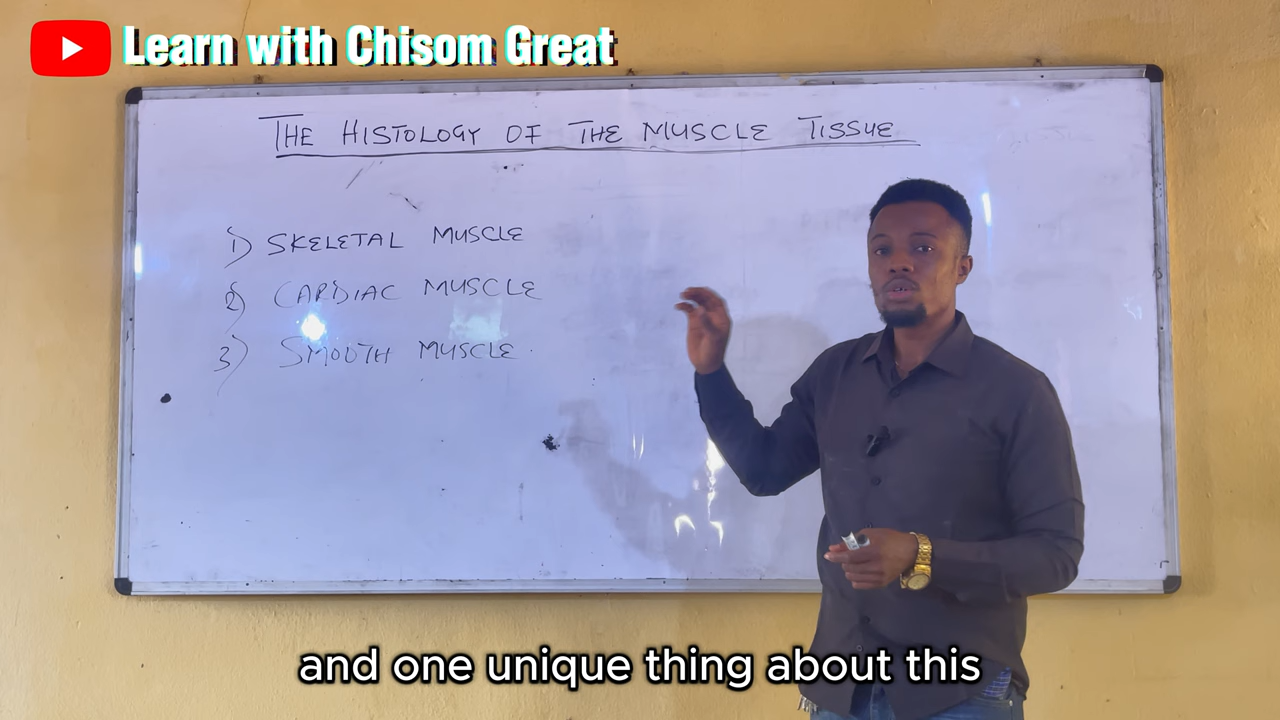 Learn with Chisom Great
THE HISTOLOGY OF THE MUSCLE TISSUE
1) SKELETAL MUSCLE
2) CARDIAC MUSCLE
3) SMOOTH MUSCLE
and one unique thing about this